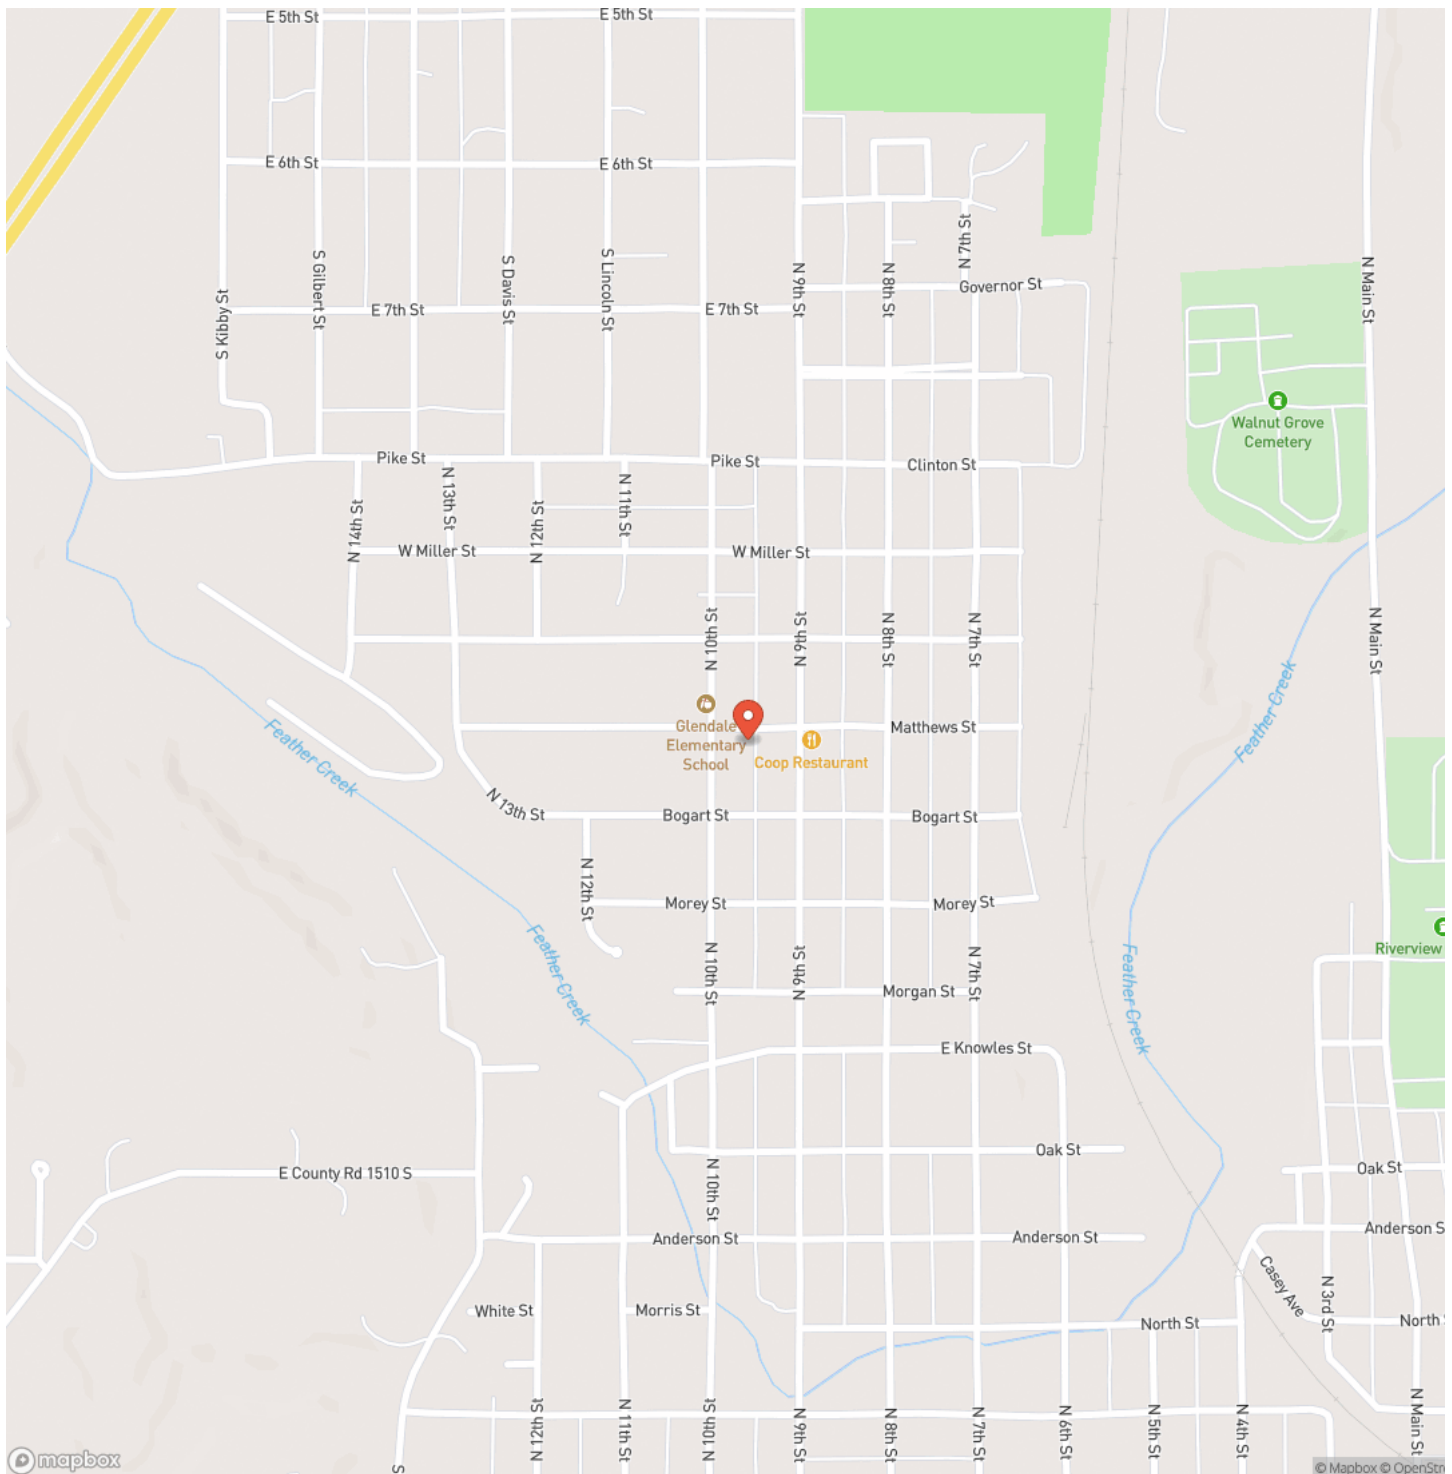 E 5th St
E 5th St
E 6th St
E 6th St
S Gilbert St
S Davis St
S Lincoln St
N 9th St
N 8th St
N 7th St
Governor St
N Main St
S Kibby St
E 7th St
E 7th St
Walnut Grove
Cemetery
Pike St
Pike St
Clinton St
N 14th St
N 13th St
N 12th St
N 11th St
W Miller St
W Miller St
N 10th St
N 9th St
N 8th St
N 7th St
N Main St
Feather Creek
Feather Creek
Glendale
Elementary
School
Matthews St
Coop Restaurant
N 13th St
Bogart St
Bogart St
N 12th St
Morey St
Morey St
Feather Creek
N 10th St
N 9th St
N 7th St
Feather Creek
Riverview
Morgan St
E Knowles St
Oak St
Oak St
E County Rd 1510 S
N 10th St
Anderson St
Anderson St
Anderson S
Casey Ave
N 3rd St
White St
Morris St
North St
North
N 12th St
N 11th St
N 10th St
N 9th St
N 8th St
N 7th St
N 6th St
N 5th St
N 4th St
N Main St
S
mapbox
© Mapbox © OpenStre